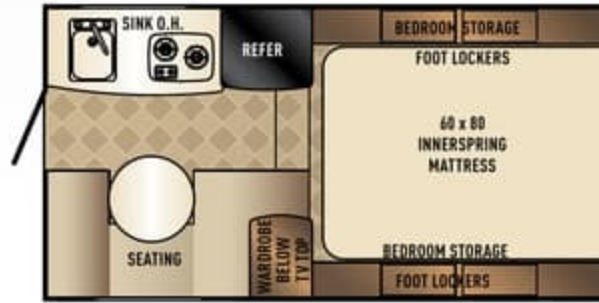 SINK O.H.
REFER
BEDROOM STORAGE
FOOT LOCKERS
60 x 80
INNERSPRING
MATTRESS
SEATING
WARDROBE
BELOW
TV TOP
BEDROOM STORAGE
FOOT LOCKERS